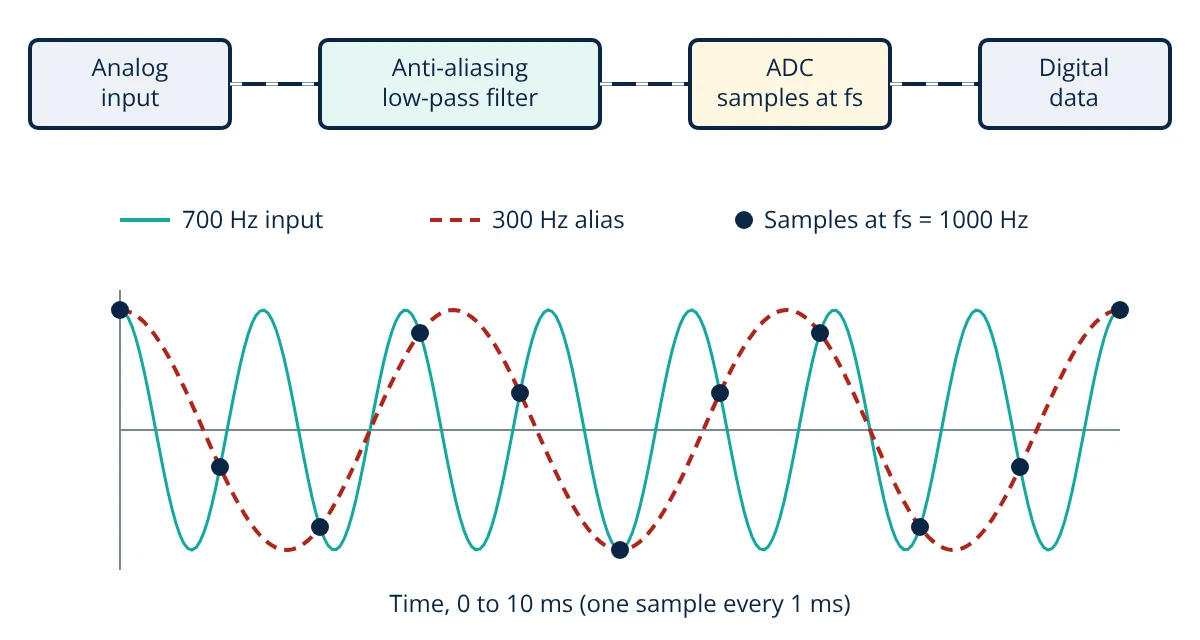 Analog
input
Anti-aliasing
low-pass filter
ADC
samples at fs
Digital
data
700 Hz input
300 Hz alias
Samples at fs = 1000 Hz
Time, 0 to 10 ms (one sample every 1 ms)